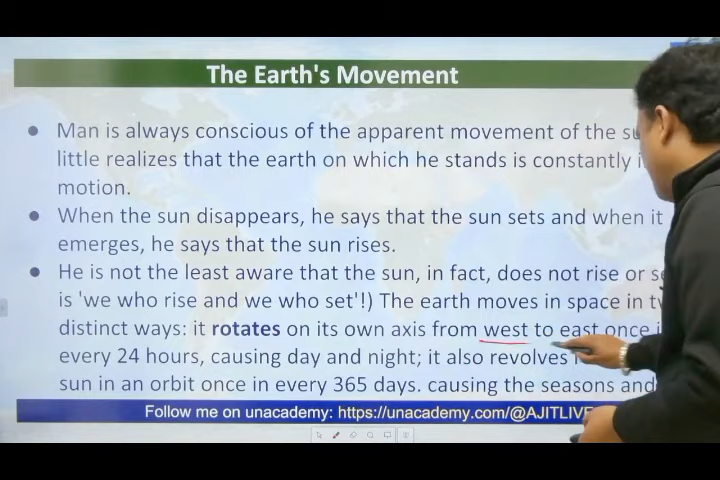 The Earth's Movement
● Man is always conscious of the apparent movement of the
little realizes that the earth on which he stands is constantly
motion.
● When the sun disappears, he says that the sun sets and when it
emerges, he says that the sun rises.
● He is not the least aware that the sun, in fact, does not rise or
is 'we who rise and we who set'!) The earth moves in space in
distinct ways: it rotates on its own axis from west to east once
every 24 hours, causing day and night; it also revolves
sun in an orbit once in every 365 days. causing the seasons and
Follow me on unacademy: https://unacademy.com/@AJITLIVE